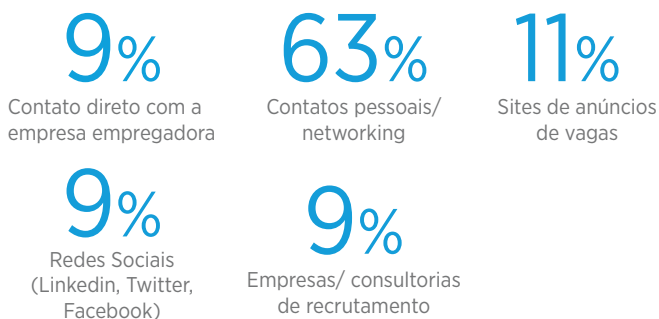 9%
Contato direto com a
empresa empregadora
63%
Contatos pessoais/
networking
11%
Sites de anúncios
de vagas
9%
Redes Sociais
(Linkedin, Twitter,
Facebook)
9%
Empresas/ consultorias
de recrutamento